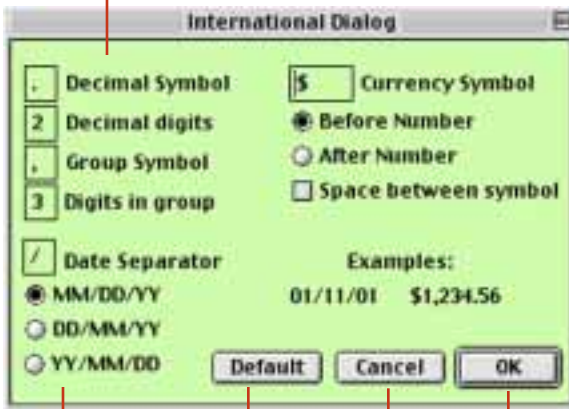 International Dialog
. Decimal Symbol
2 Decimal digits
, Group Symbol
3 Digits in group
$ Currency Symbol
Before Number
After Number
Space between symbol
/ Date Separator
MM/DD/YY
DD/MM/YY
YY/MM/DD
Examples:
01/11/01 $1,234.56
Default Cancel OK